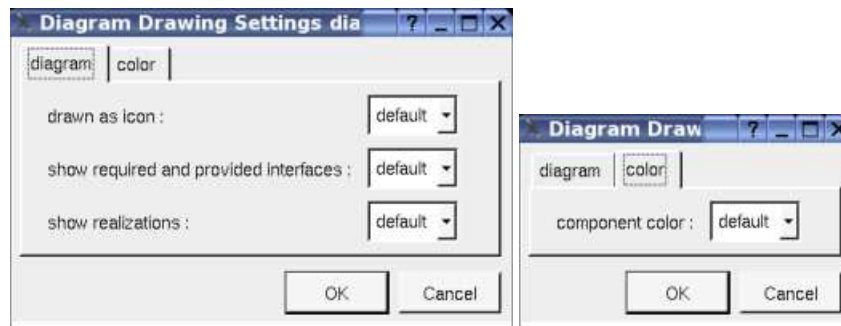 Diagram Drawing Settings dia ?
diagram color
drawn as icon : default
show required and provided interfaces : default
show realizations : default
OK Cancel
Diagram Draw ?
diagram color
component color : default
OK Cancel